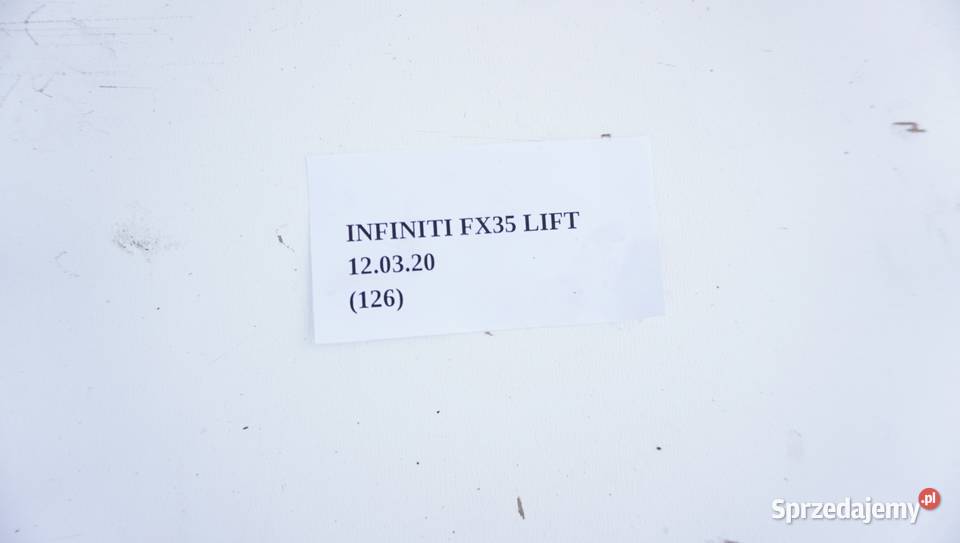 INFINITI FX35 LIFT
12.03.20
(126)
Sprzedajemy.pl